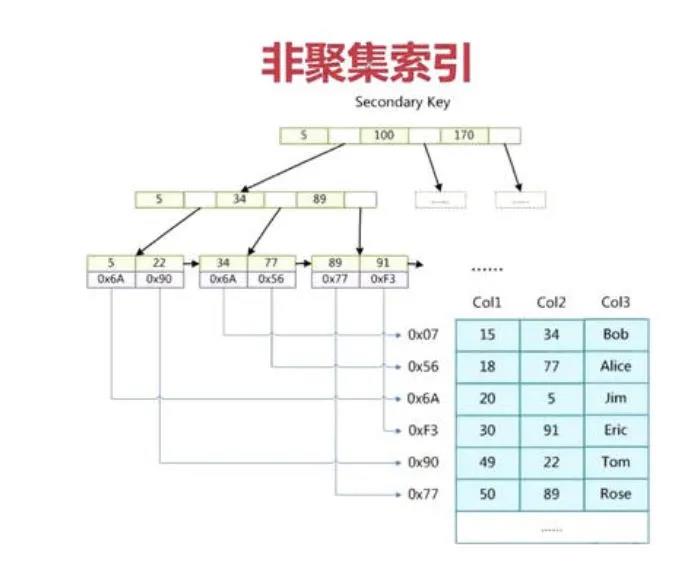 非聚集索引
Secondary Key
5 100 170
5 34 89
...... ......
5 22 34 77 89 91
0x6A 0x90 0x6A 0x56 0x77 0xF3
......
Col1 Col2 Col3
0x07 15 34 Bob
0x56 18 77 Alice
0x6A 20 5 Jim
0xF3 30 91 Eric
0x90 49 22 Tom
0x77 50 89 Rose
......